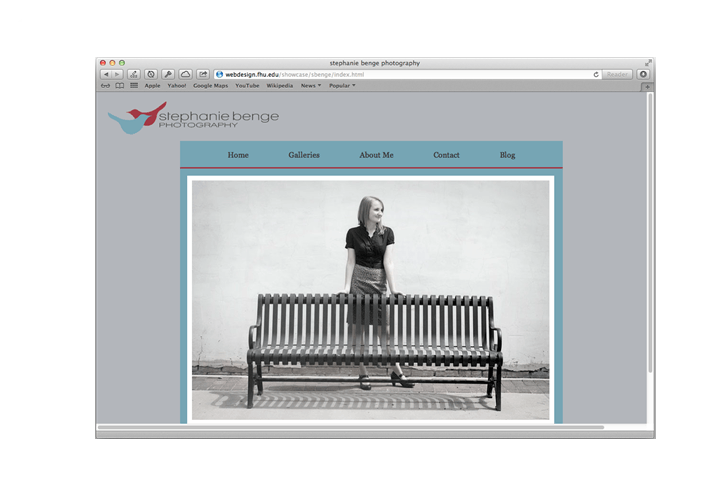 stephanie benge photography
webdesign.fhu.edu/showcase/sbenge/index.html
Reader
Apple Yahoo! Google Maps YouTube Wikipedia News Popular
stephanie benge
PHOTOGRAPHY
Home Galleries About Me Contact Blog